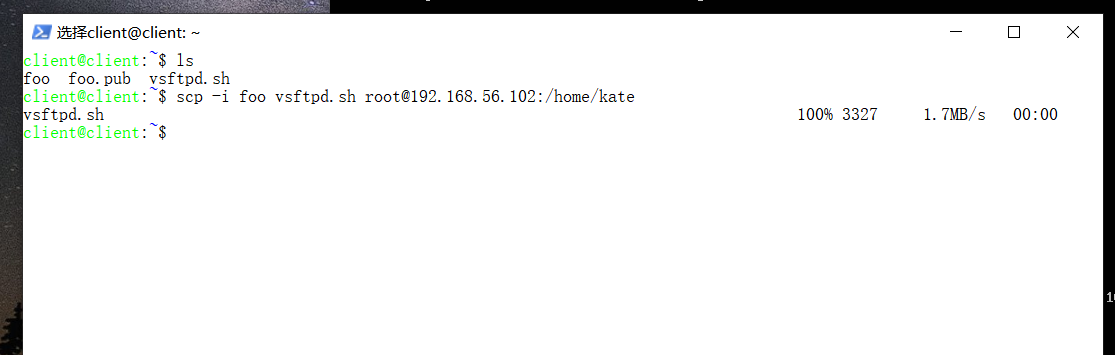 选择client@client: ~
client@client:~$ ls
foo  foo.pub  vsftpd.sh
client@client:~$ scp -i foo vsftpd.sh root@192.168.56.102:/home/kate
vsftpd.sh 100% 3327 1.7MB/s 00:00
client@client:~$